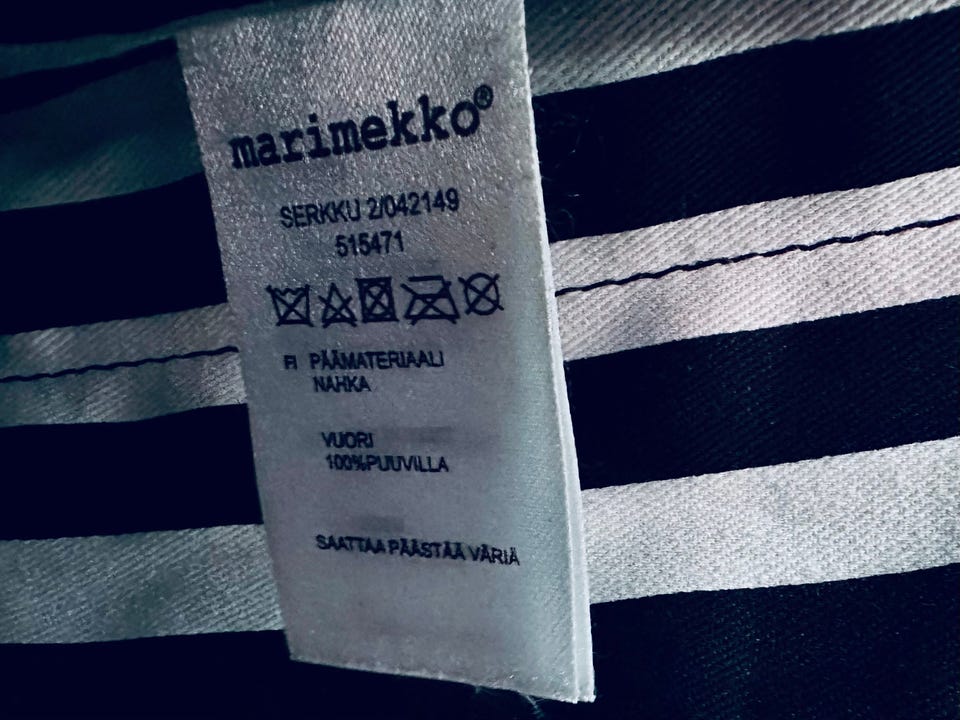 marimekko®
SERKKU 2/042149
515471
FI PÄÄMATERIAALI
NAHKA
VUORI
100%PUUVILLA
SAATTAA PÄÄSTÄÄ VÄRIÄ